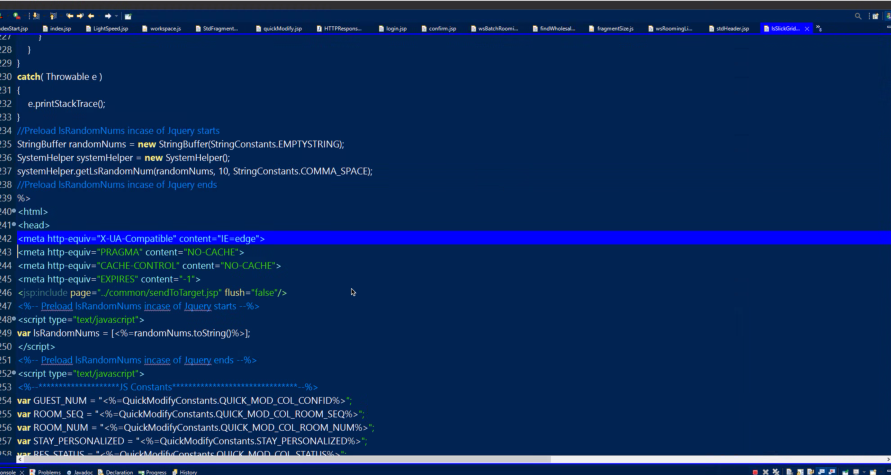 dexStart.jsp index.jsp LightSpeed.jsp workspace.js StdFragment... quickModify.jsp HTTPRespons... login.jsp confirm.jsp wsBatchRoomi... findWholesal... fragmentSize.js wsRoomingLi... stdHeader.jsp lsSlickGrid...
227 }
228 }
229 }
230 catch( Throwable e )
231 {
232 e.printStackTrace();
233 }
234 //Preload lsRandomNums incase of Jquery starts
235 StringBuffer randomNums = new StringBuffer(StringConstants.EMPTYSTRING);
236 SystemHelper systemHelper = new SystemHelper();
237 systemHelper.getLsRandomNum(randomNums, 10, StringConstants.COMMA_SPACE);
238 //Preload lsRandomNums incase of Jquery ends
239 %>
240 <html>
241 <head>
242 <meta http-equiv="X-UA-Compatible" content="IE=edge">
243 <meta http-equiv="PRAGMA" content="NO-CACHE">
244 <meta http-equiv="CACHE-CONTROL" content="NO-CACHE">
245 <meta http-equiv="EXPIRES" content="-1">
246 <jsp:include page="../common/sendToTarget.jsp" flush="false"/>
247 <%-- Preload lsRandomNums incase of Jquery starts --%>
248 <script type="text/javascript">
249 var lsRandomNums = [<%=randomNums.toString()%>];
250 </script>
251 <%-- Preload lsRandomNums incase of Jquery ends --%>
252 <script type="text/javascript">
253 <%--********************JS Constants*******************************--%>
254 var GUEST_NUM = "<%=QuickModifyConstants.QUICK_MOD_COL_CONFID%>";
255 var ROOM_SEQ = "<%=QuickModifyConstants.QUICK_MOD_COL_ROOM_SEQ%>";
256 var ROOM_NUM = "<%=QuickModifyConstants.QUICK_MOD_COL_ROOM_NUM%>";
257 var STAY_PERSONALIZED = "<%=QuickModifyConstants.STAY_PERSONALIZED%>";
258 var RES_STATUS = "<%=QuickModifyConstants.QUICK_MOD_COL_STATUS%>";
onsole Problems Javadoc Declaration Progress History